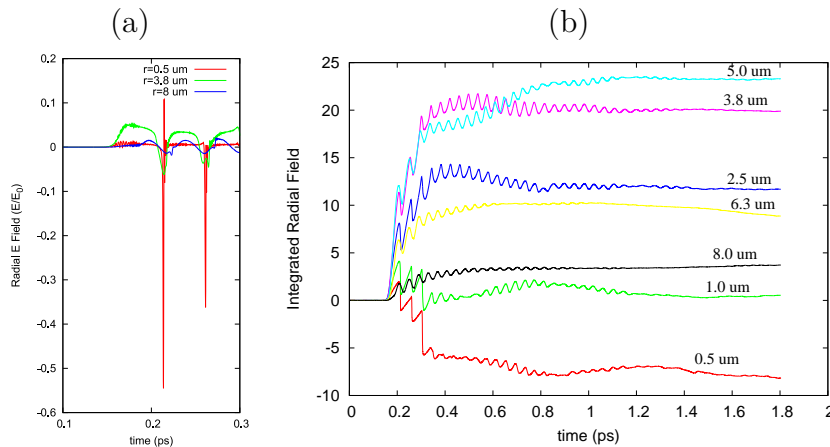 (a)
(b)
0.2
0.1
0
-0.1
-0.2
-0.3
-0.4
-0.5
-0.6
Radial E Field (E/E0)
r=0.5 um
r=3.8 um
r=8 um
0.1
0.2
0.3
time (ps)
25
20
15
10
5
0
-5
-10
Integrated Radial Field
5.0 um
3.8 um
2.5 um
6.3 um
8.0 um
1.0 um
0.5 um
0
0.2
0.4
0.6
0.8
1
1.2
1.4
1.6
1.8
2
time (ps)